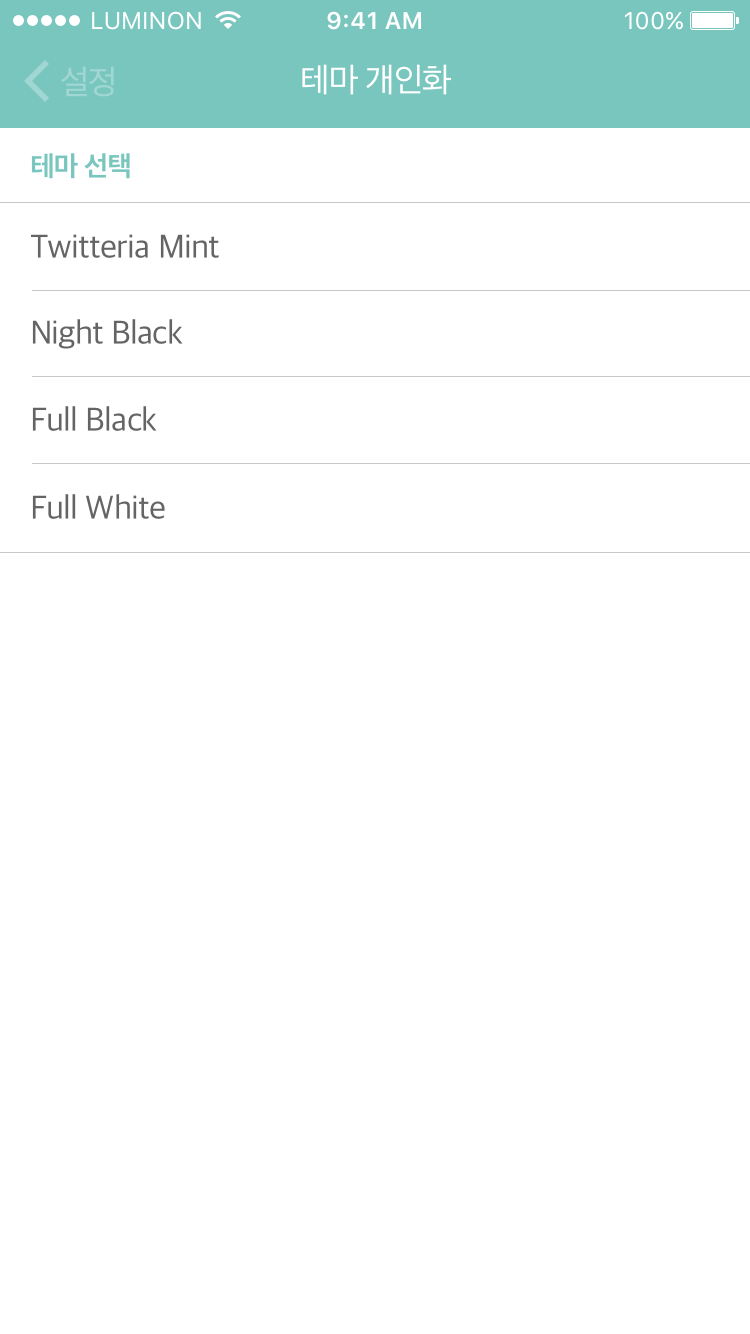 LUMINON 9:41 AM 100%
설정 테마 개인화
테마 선택
Twitteria Mint
Night Black
Full Black
Full White